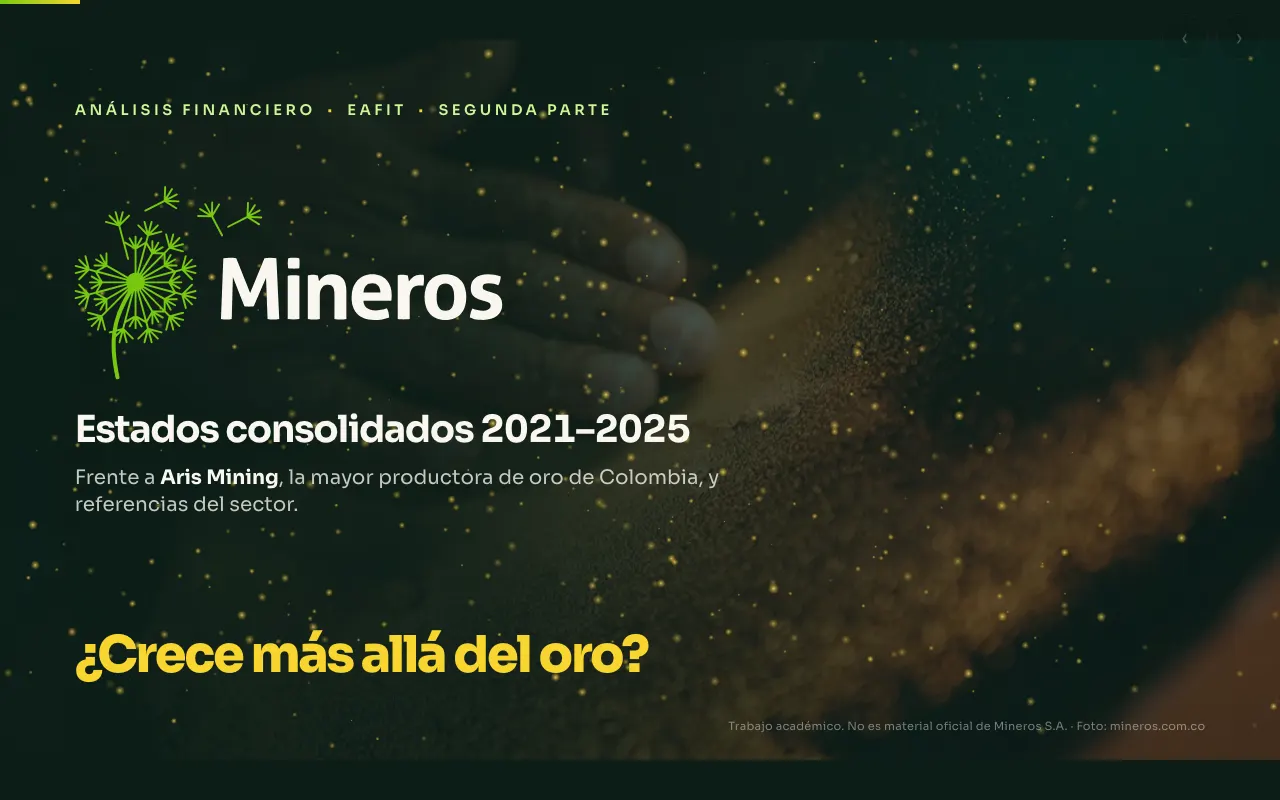 ANÁLISIS FINANCIERO · EAFIT · SEGUNDA PARTE
Mineros
Estados consolidados 2021–2025
Frente a Aris Mining, la mayor productora de oro de Colombia, y
referencias del sector.
¿Crece más allá del oro?
Trabajo académico. No es material oficial de Mineros S.A. · Foto: mineros.com.co